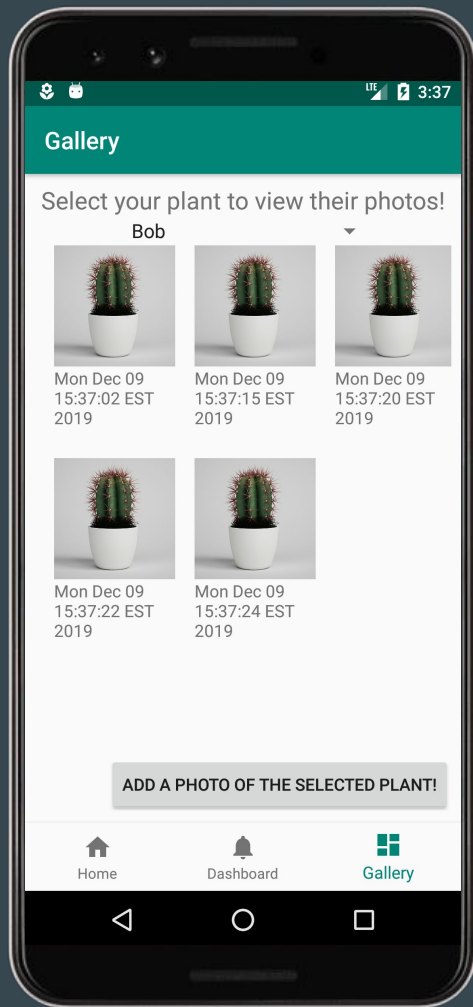 LTE 3:37
Gallery
Select your plant to view their photos!
Bob
Mon Dec 09
15:37:02 EST
2019
Mon Dec 09
15:37:15 EST
2019
Mon Dec 09
15:37:20 EST
2019
Mon Dec 09
15:37:22 EST
2019
Mon Dec 09
15:37:24 EST
2019
ADD A PHOTO OF THE SELECTED PLANT!
Home
Dashboard
Gallery